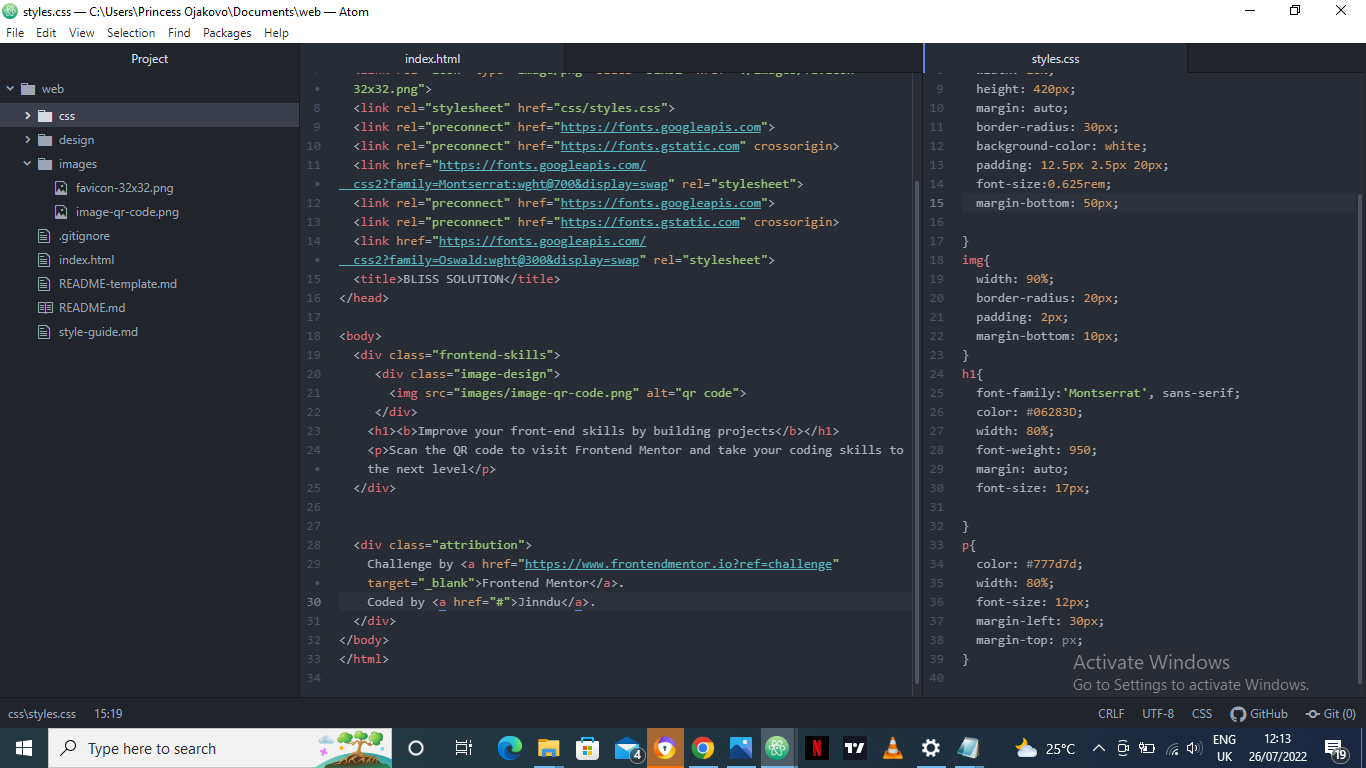 styles.css — C:\Users\Princess Ojakovo\Documents\web — Atom
File Edit View Selection Find Packages Help
Project
web
css
design
images
favicon-32x32.png
image-qr-code.png
.gitignore
index.html
README-template.md
README.md
style-guide.md
index.html
• 32x32.png">
8 <link rel="stylesheet" href="css/styles.css">
9 <link rel="preconnect" href="https://fonts.googleapis.com">
10 <link rel="preconnect" href="https://fonts.gstatic.com" crossorigin>
11 <link href="https://fonts.googleapis.com/
• css2?family=Montserrat:wght@700&display=swap" rel="stylesheet">
12 <link rel="preconnect" href="https://fonts.googleapis.com">
13 <link rel="preconnect" href="https://fonts.gstatic.com" crossorigin>
14 <link href="https://fonts.googleapis.com/
• css2?family=Oswald:wght@300&display=swap" rel="stylesheet">
15 <title>BLISS SOLUTION</title>
16 </head>
17
18 <body>
19 <div class="frontend-skills">
20 <div class="image-design">
21 <img src="images/image-qr-code.png" alt="qr code">
22 </div>
23 <h1><b>Improve your front-end skills by building projects</b></h1>
24 <p>Scan the QR code to visit Frontend Mentor and take your coding skills to
• the next level</p>
25 </div>
26
27
28 <div class="attribution">
29 Challenge by <a href="https://www.frontendmentor.io?ref=challenge"
• target="_blank">Frontend Mentor</a>.
30 Coded by <a href="#">Jinndu</a>.
31 </div>
32 </body>
33 </html>
34
styles.css
9 height: 420px;
10 margin: auto;
11 border-radius: 30px;
12 background-color: white;
13 padding: 12.5px 2.5px 20px;
14 font-size:0.625rem;
15 margin-bottom: 50px;
16
17 }
18 img{
19 width: 90%;
20 border-radius: 20px;
21 padding: 2px;
22 margin-bottom: 10px;
23 }
24 h1{
25 font-family:'Montserrat', sans-serif;
26 color: #06283D;
27 width: 80%;
28 font-weight: 950;
29 margin: auto;
30 font-size: 17px;
31
32 }
33 p{
34 color: #777d7d;
35 width: 80%;
36 font-size: 12px;
37 margin-left: 30px;
38 margin-top: px;
39 }
40
Activate Windows
Go to Settings to activate Windows.
css\styles.css 15:19
CRLF UTF-8 CSS GitHub Git (0)
Type here to search
4
N
25°C
ENG
UK
12:13
26/07/2022
19